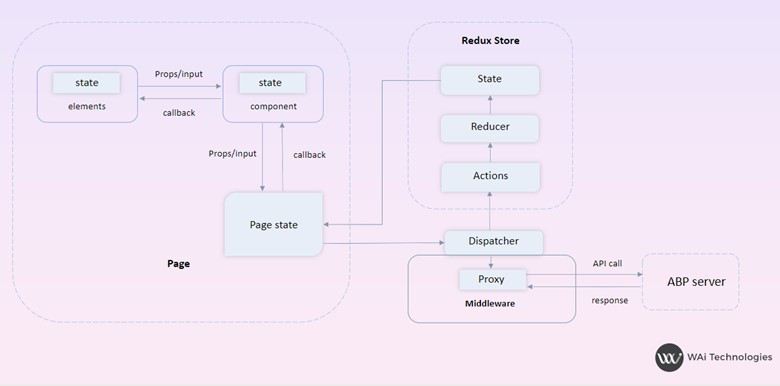 Redux Store
state
Props/input
state
State
elements
callback
component
Reducer
Props/input
callback
Actions
Page state
Dispatcher
Page
API call
Proxy
ABP server
Middleware
response
WAi Technologies